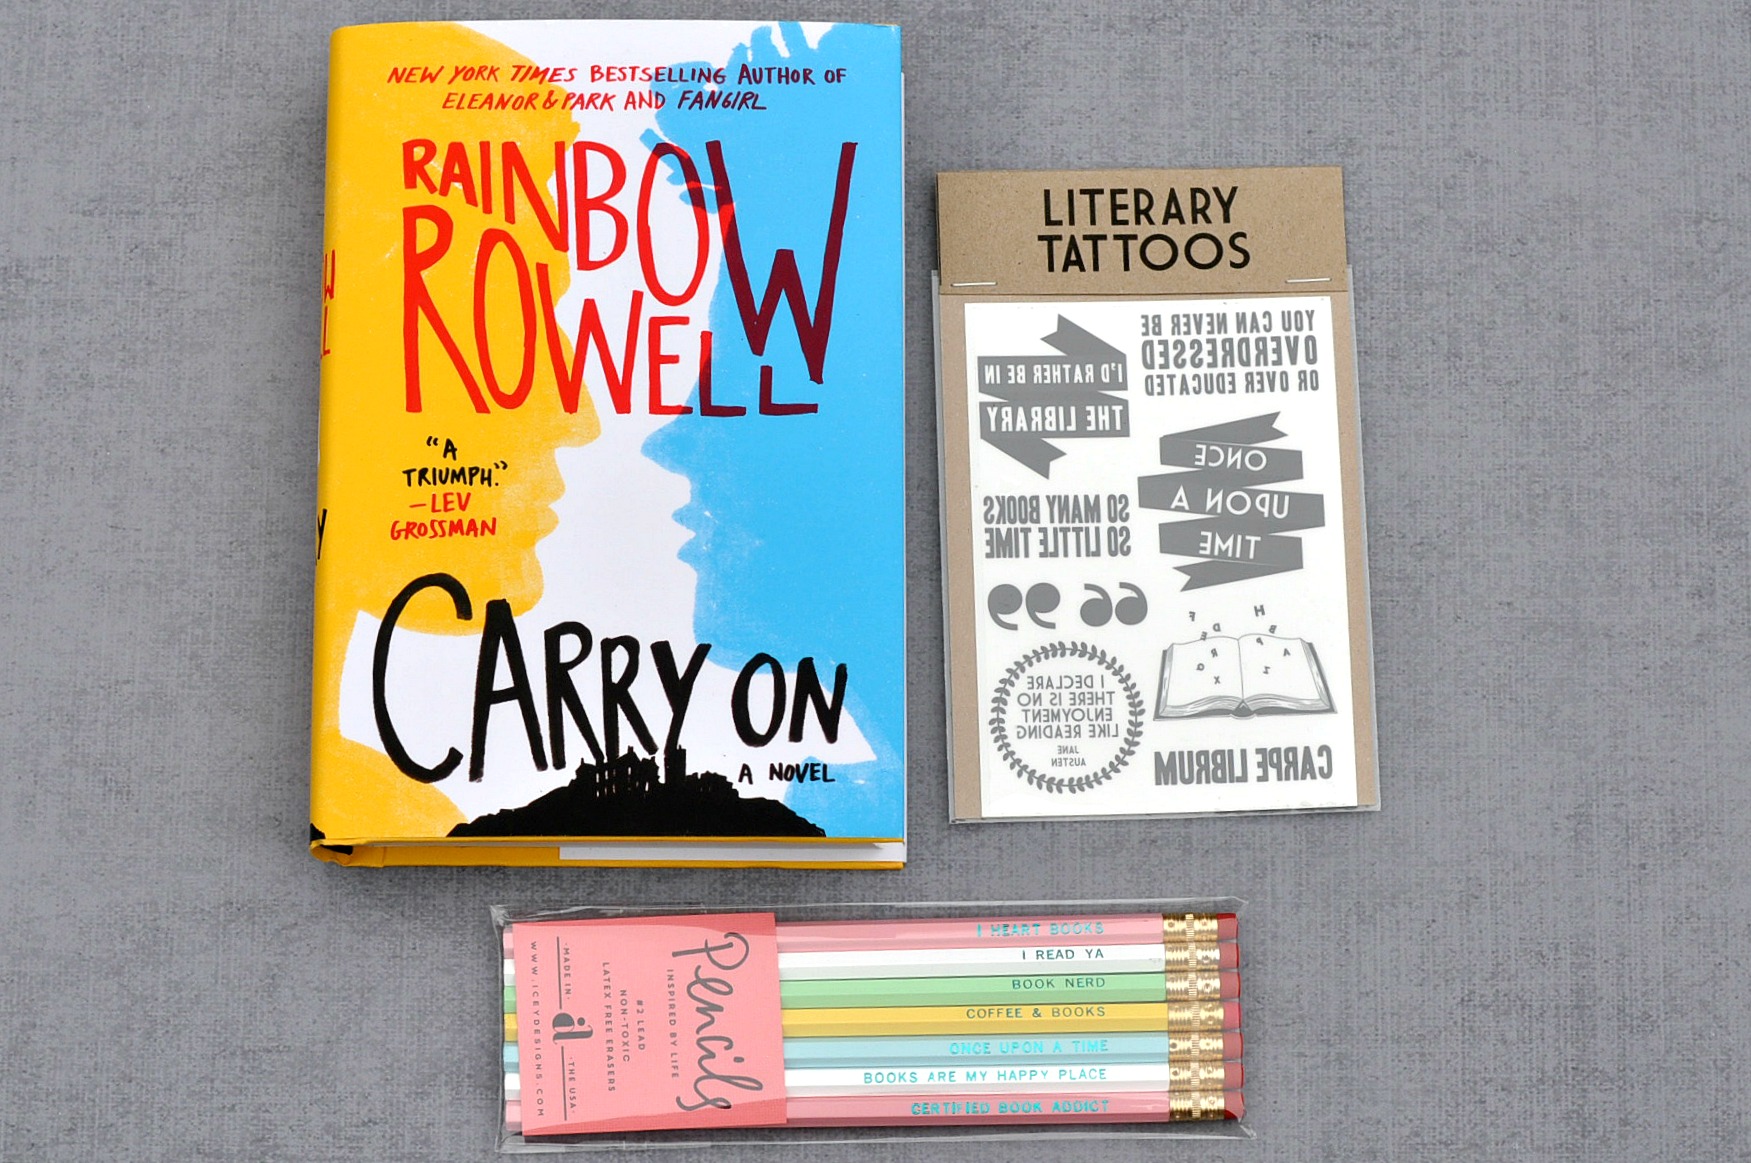 NEW YORK TIMES BESTSELLING AUTHOR OF
ELEANOR & PARK AND FANGIRL
RAINBOW
ROWELL
"A
TRIUMPH."
—LEV
GROSSMAN
CARRY ON
A NOVEL
LITERARY
TATTOOS
I'D RATHER BE IN
THE LIBRARY
YOU CAN NEVER BE
OVERDRESSED
OR OVER EDUCATED
ONCE
UPON A
TIME
SO MANY BOOKS
SO LITTLE TIME
I DECLARE
THERE IS NO
ENJOYMENT
LIKE READING
JANE
AUSTEN
CARPE LIBRUM
Pencils
INSPIRED BY LIFE
#2 LEAD
NON-TOXIC
LATEX FREE ERASERS
·MADE IN·
·THE USA·
WWW.ICEYDESIGNS.COM
I HEART BOOKS
I READ YA
BOOK NERD
COFFEE & BOOKS
ONCE UPON A TIME
BOOKS ARE MY HAPPY PLACE
CERTIFIED BOOK ADDICT